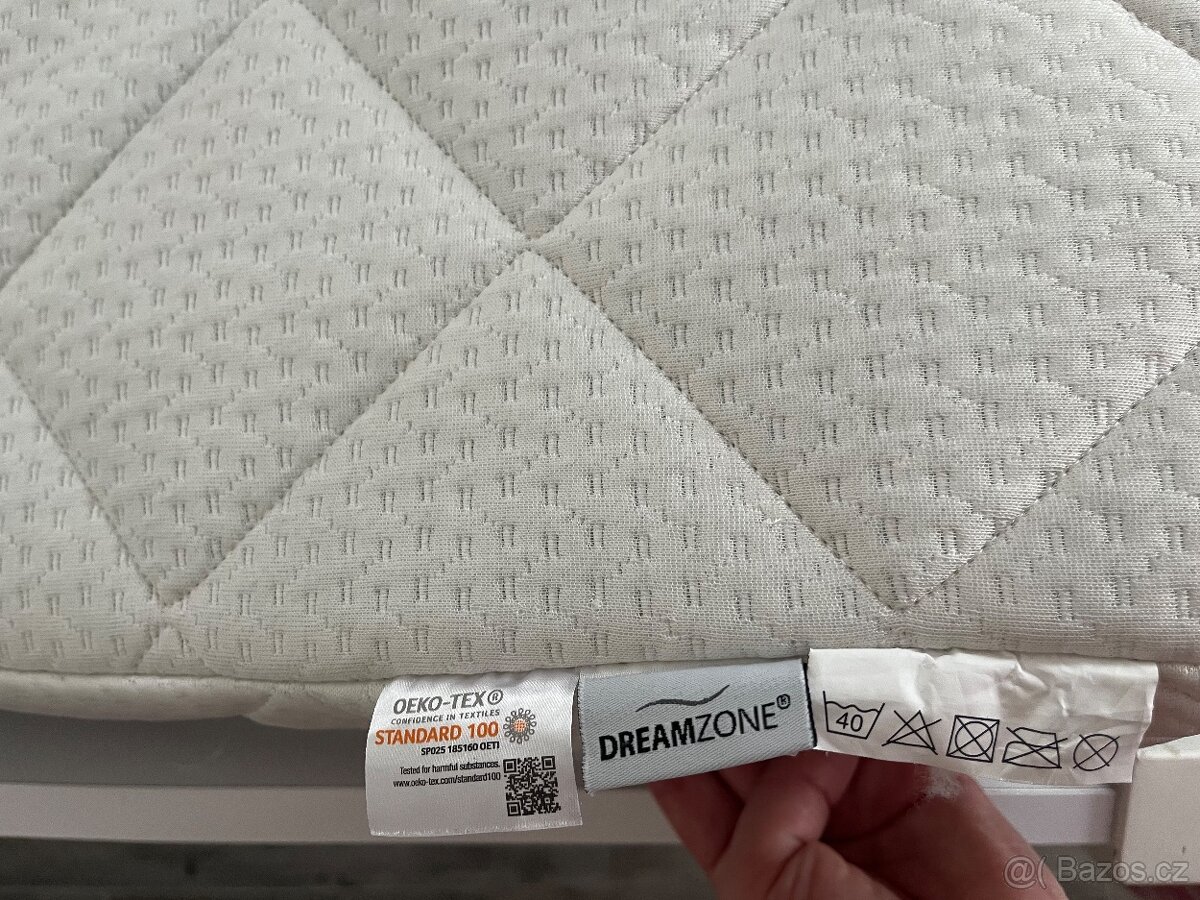 OEKO-TEX®
CONFIDENCE IN TEXTILES
STANDARD 100
SP025 185160 OETI
Tested for harmful substances.
www.oeko-tex.com/standard100
DREAMZONE®
40
@( Bazos.cz